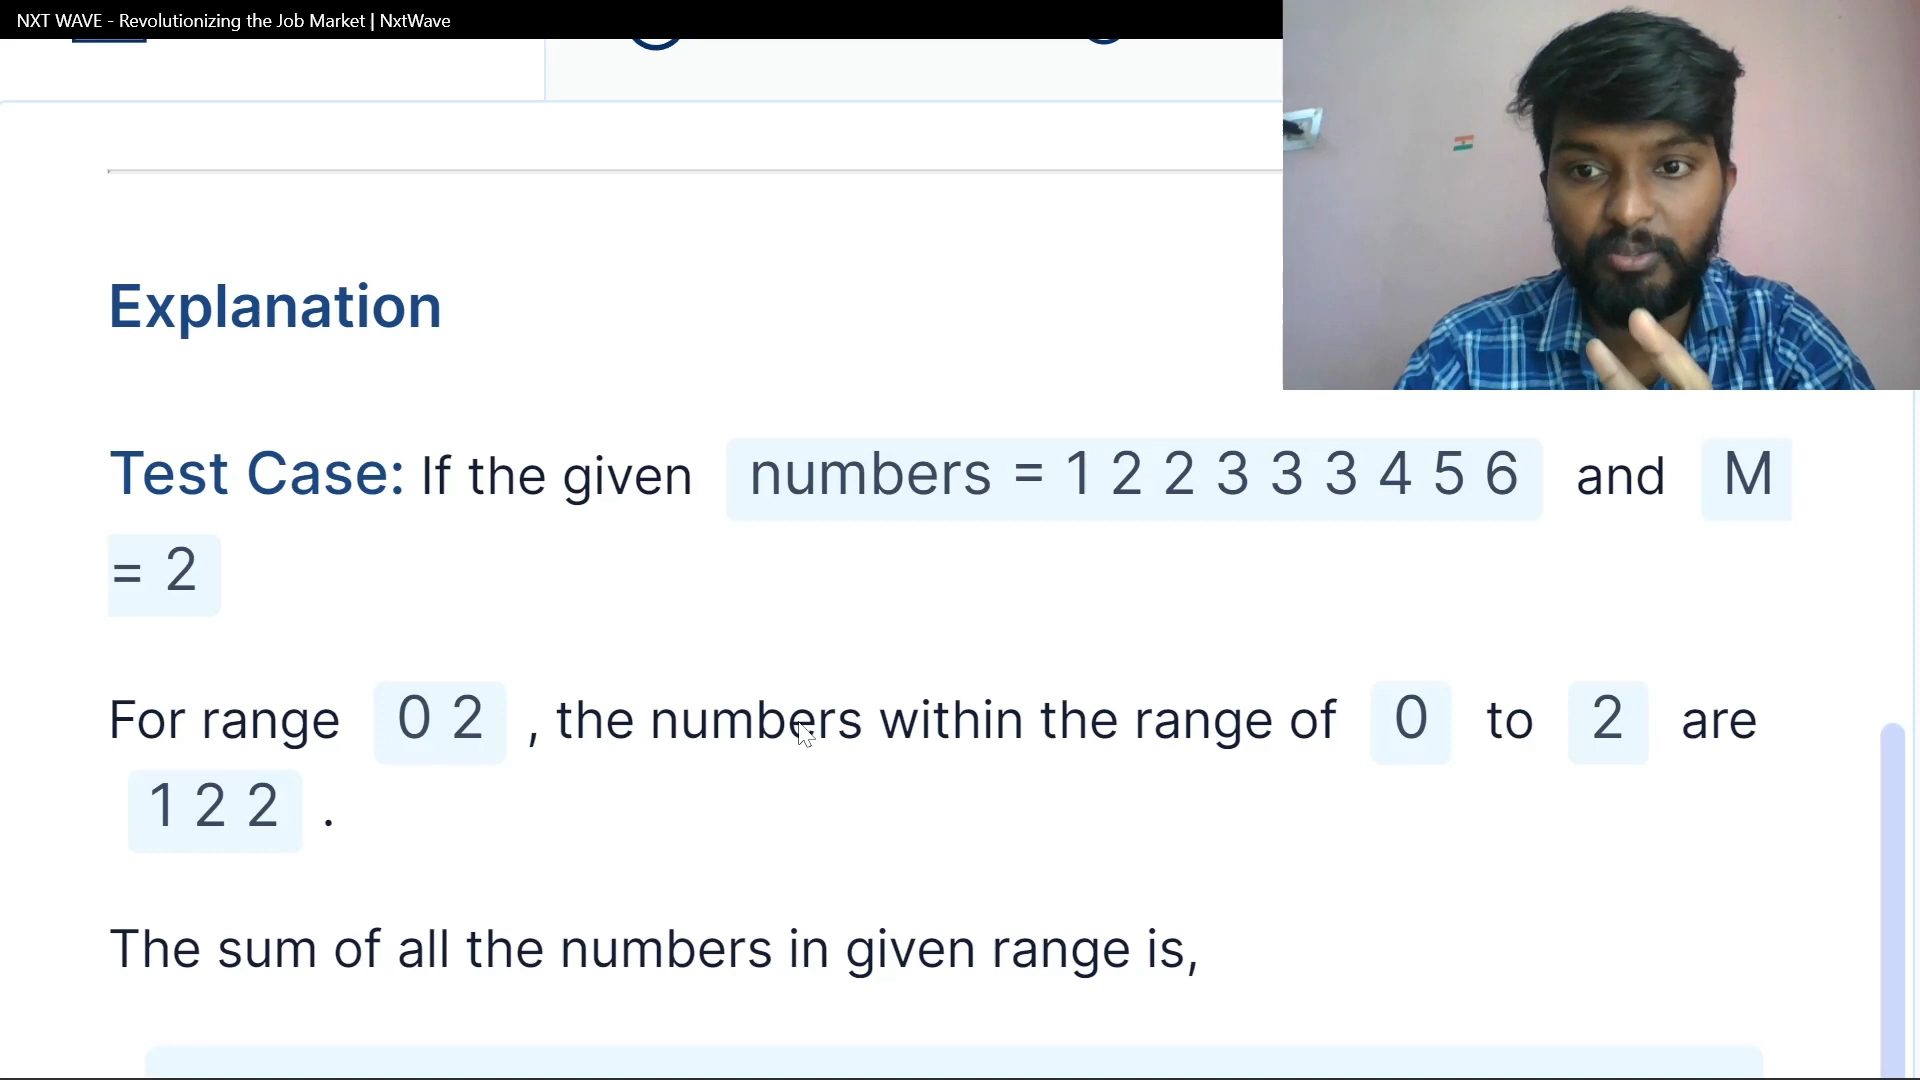 NXT WAVE - Revolutionizing the Job Market | NxtWave
Explanation
Test Case: If the given numbers = 1 2 2 3 3 3 4 5 6 and M
= 2
For range 0 2 , the numbers within the range of 0 to 2 are
1 2 2 .
The sum of all the numbers in given range is,